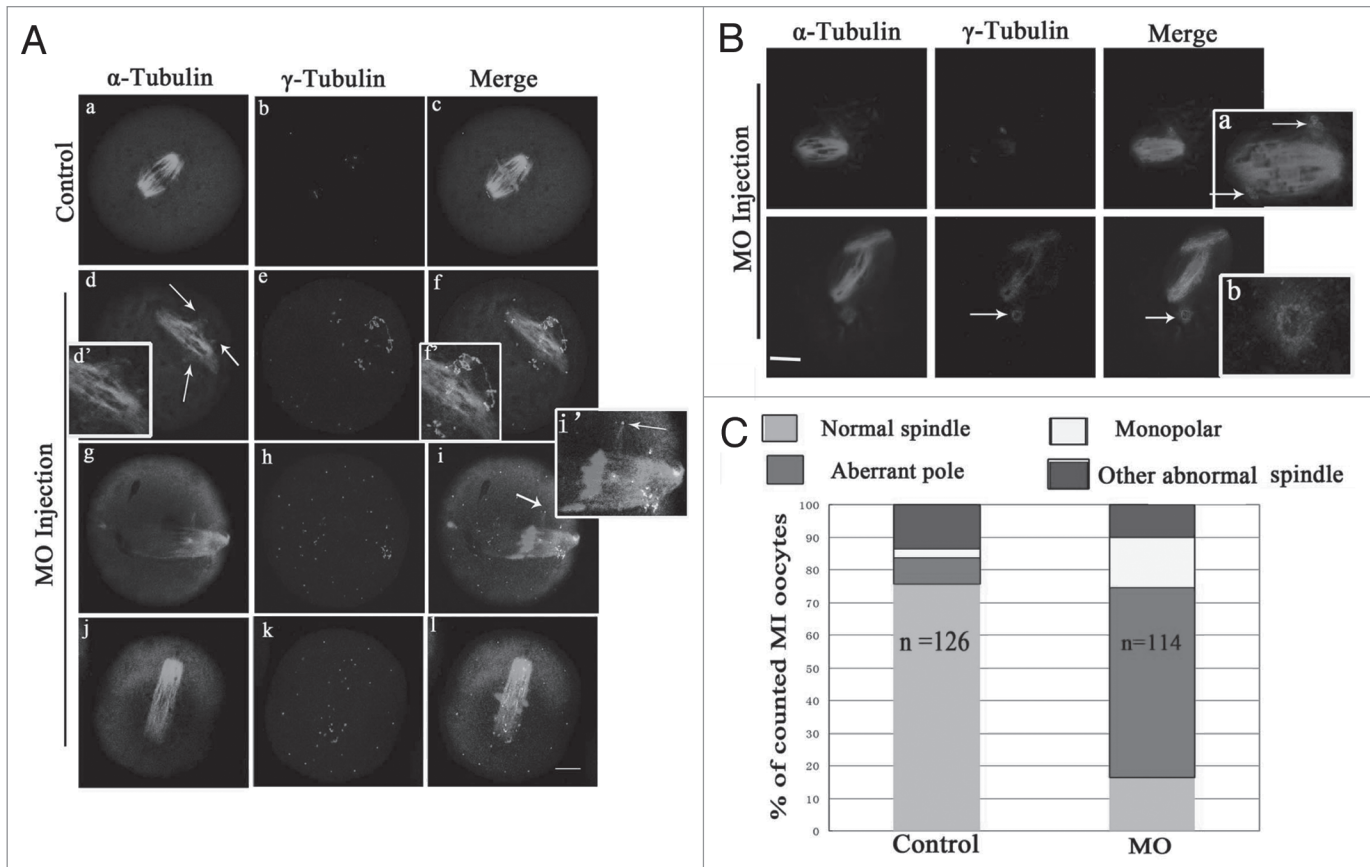 A
α-Tubulin γ-Tubulin Merge
Control
a b c
MO Injection
d e f
d' f'
i'
g h i
j k l
B
α-Tubulin γ-Tubulin Merge
MO Injection
a
b
C
Normal spindle Monopolar
Aberrant pole Other abnormal spindle
% of counted MI oocytes
100
90
80
70
60
50
40
30
20
10
0
n =126 n=114
Control MO